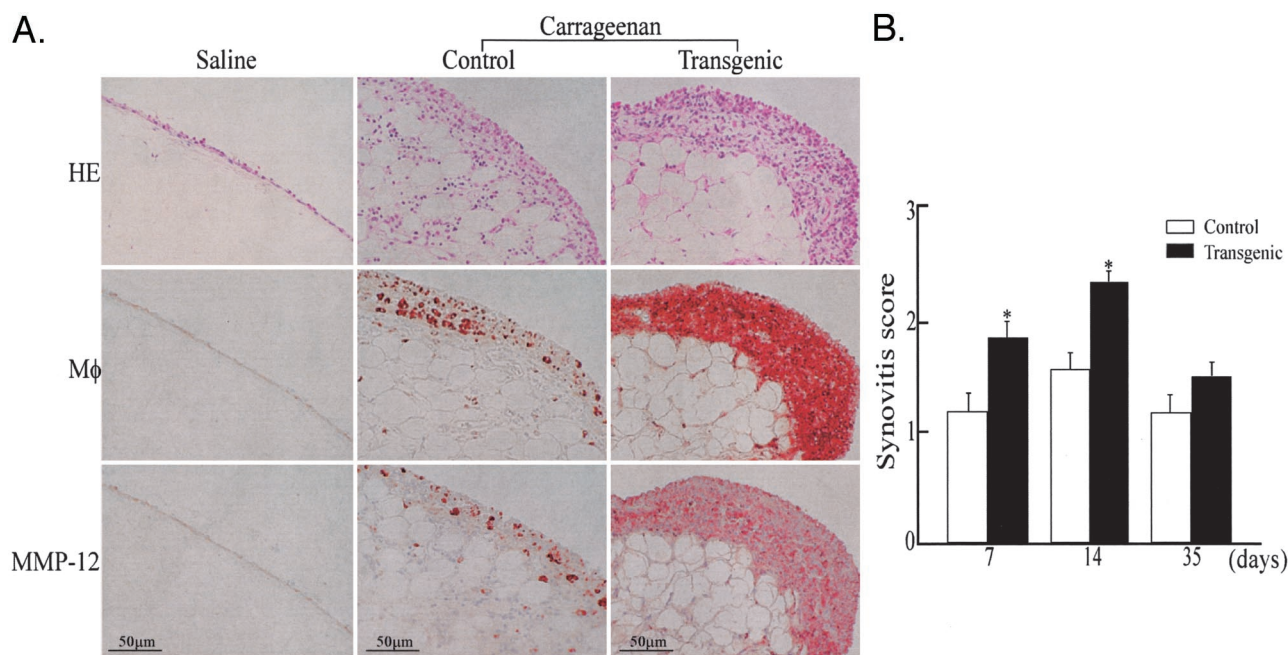 A.
Carrageenan
Saline
Control
Transgenic
HE
Mϕ
MMP-12
50μm
50μm
50μm
B.
3
2
1
0
Synovitis score
Control
Transgenic
*
*
7
14
35
(days)